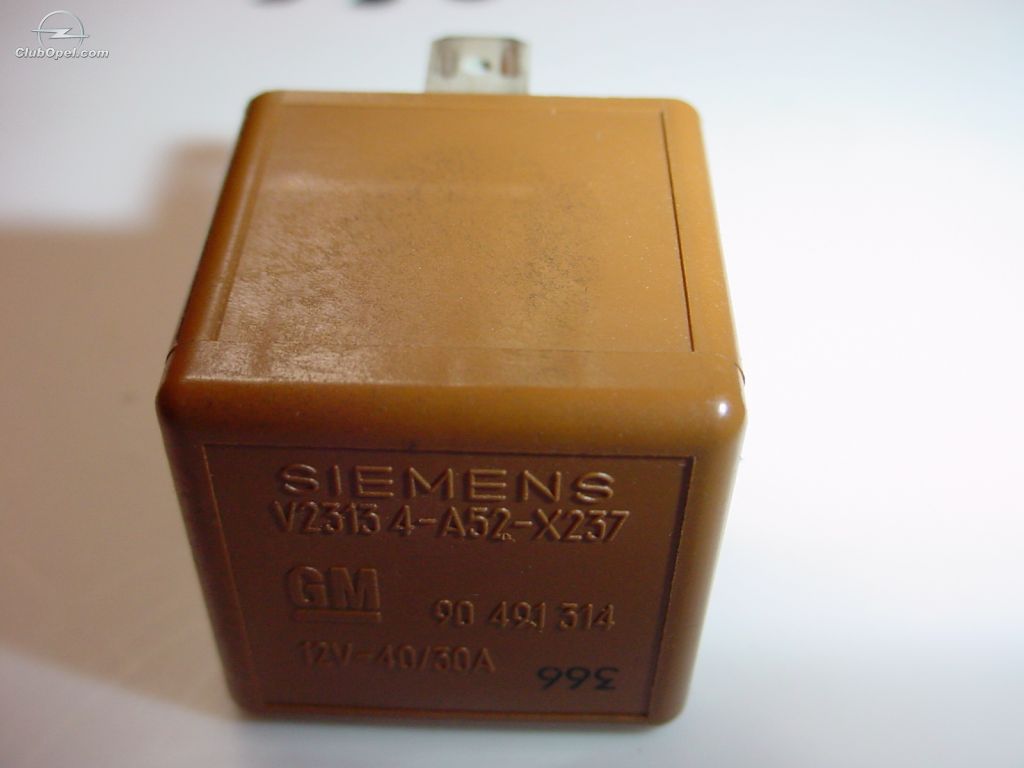 ClubOpel.com
SIEMENS
V23134-A52-X237
GM 90 491 314
12V-40/30A 366